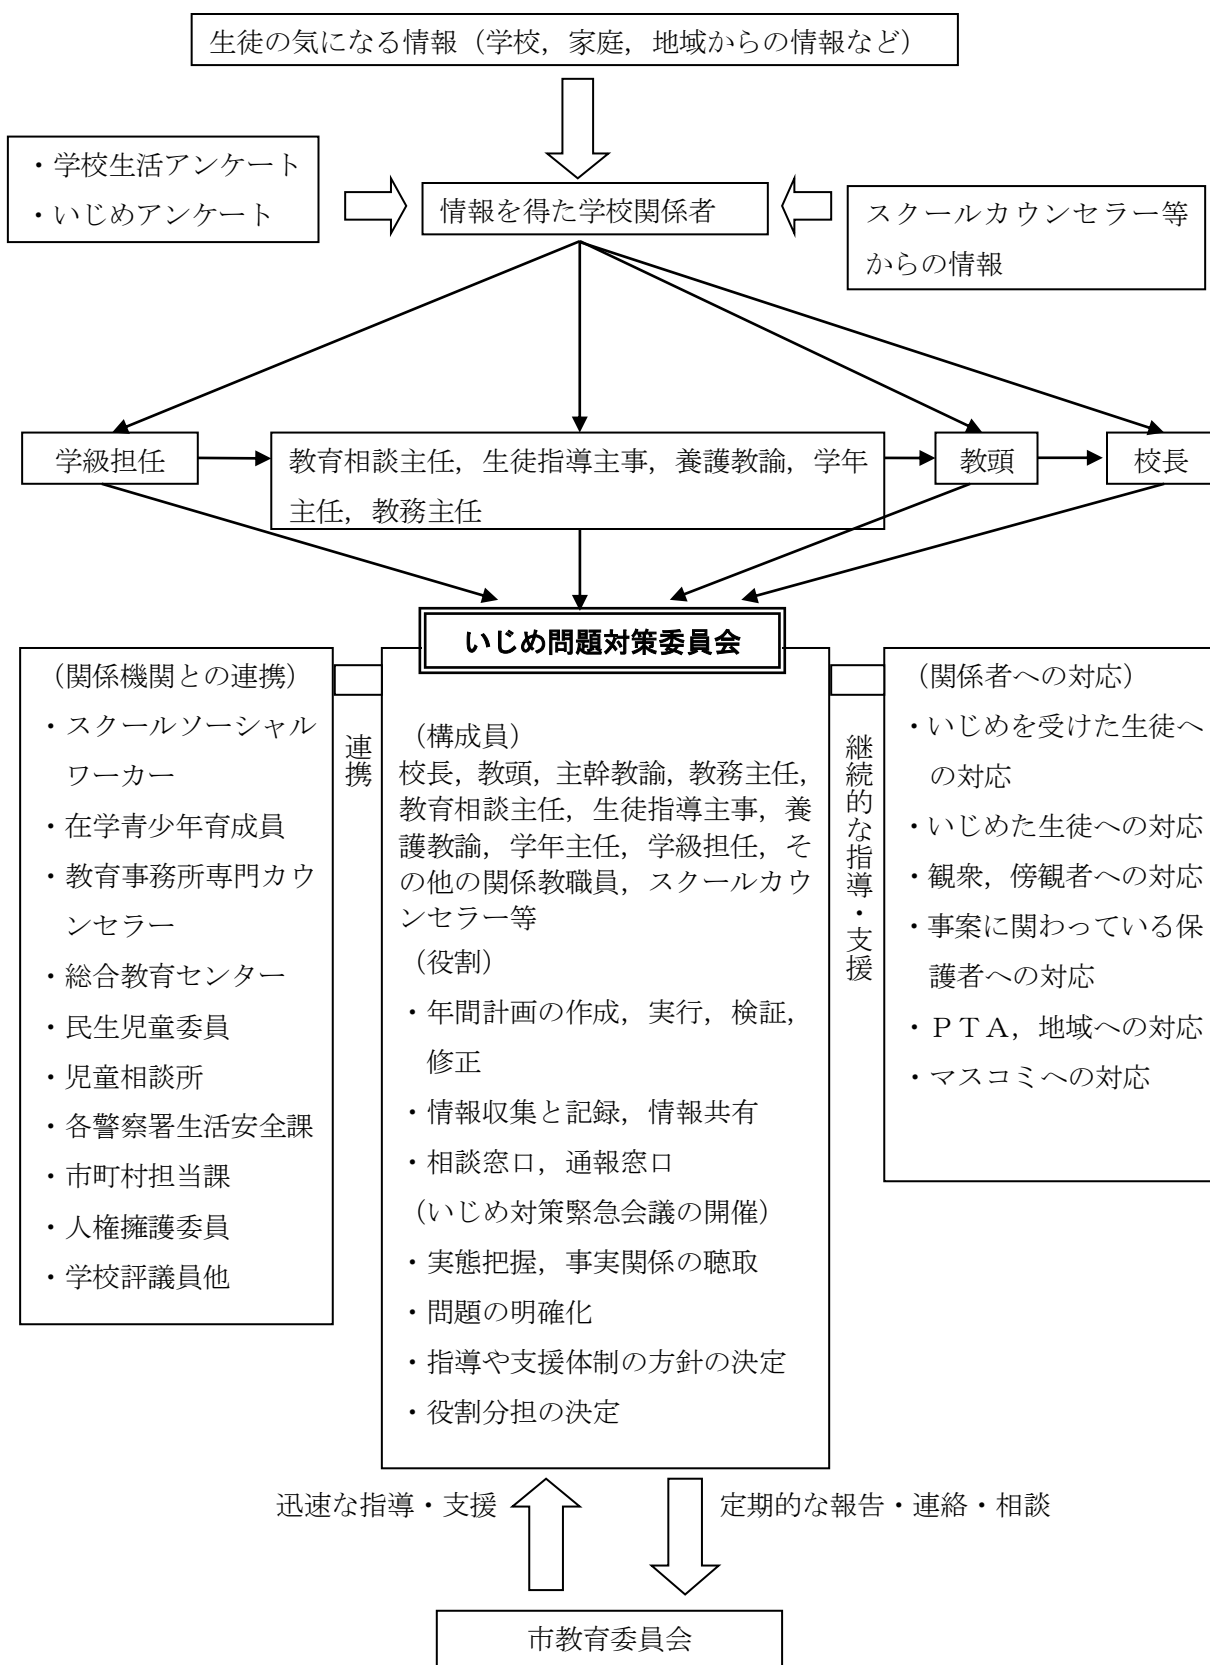 生徒の気になる情報（学校，家庭，地域からの情報など）
・学校生活アンケート
・いじめアンケート
情報を得た学校関係者
スクールカウンセラー等
からの情報
学級担任
教育相談主任，生徒指導主事，養護教諭，学年
主任，教務主任
教頭
校長
いじめ問題対策委員会
（関係機関との連携）
・スクールソーシャル
ワーカー
・在学青少年育成員
・教育事務所専門カウ
ンセラー
・総合教育センター
・民生児童委員
・児童相談所
・各警察署生活安全課
・市町村担当課
・人権擁護委員
・学校評議員他
連携
（構成員）
校長，教頭，主幹教諭，教務主任，
教育相談主任，生徒指導主事，養
護教諭，学年主任，学級担任，そ
の他の関係教職員，スクールカウ
ンセラー等
（役割）
・年間計画の作成，実行，検証，
修正
・情報収集と記録，情報共有
・相談窓口，通報窓口
（いじめ対策緊急会議の開催）
・実態把握，事実関係の聴取
・問題の明確化
・指導や支援体制の方針の決定
・役割分担の決定
継続的な指導・支援
（関係者への対応）
・いじめを受けた生徒へ
の対応
・いじめた生徒への対応
・観衆，傍観者への対応
・事案に関わっている保
護者への対応
・ＰＴＡ，地域への対応
・マスコミへの対応
迅速な指導・支援
定期的な報告・連絡・相談
市教育委員会